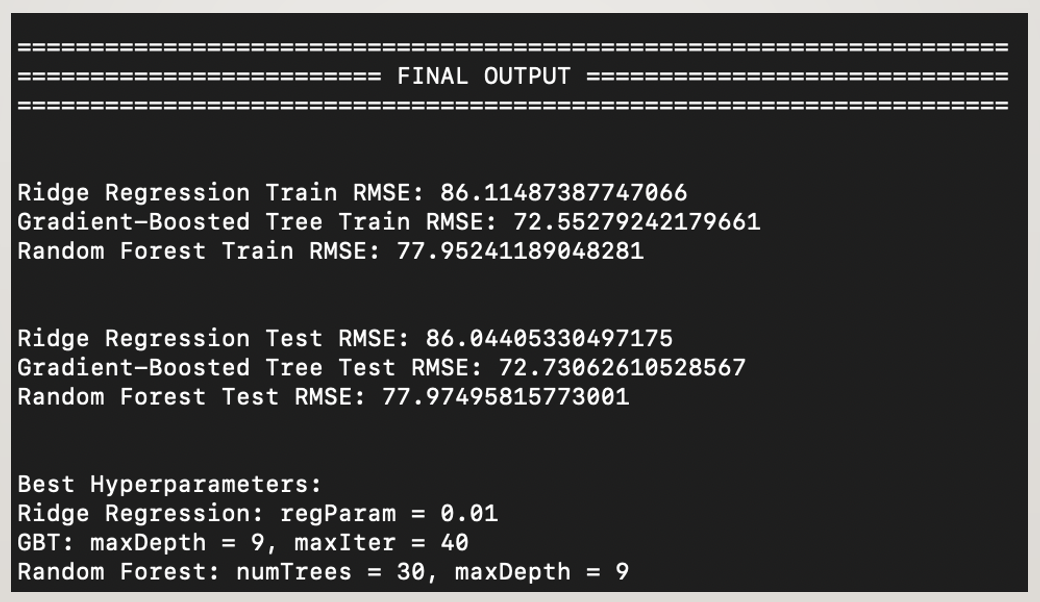 ====================================================================
=========================== FINAL OUTPUT =============================
====================================================================
Ridge Regression Train RMSE: 86.11487387747066
Gradient-Boosted Tree Train RMSE: 72.55279242179661
Random Forest Train RMSE: 77.95241189048281
Ridge Regression Test RMSE: 86.04405330497175
Gradient-Boosted Tree Test RMSE: 72.73062610528567
Random Forest Test RMSE: 77.97495815773001
Best Hyperparameters:
Ridge Regression: regParam = 0.01
GBT: maxDepth = 9, maxIter = 40
Random Forest: numTrees = 30, maxDepth = 9